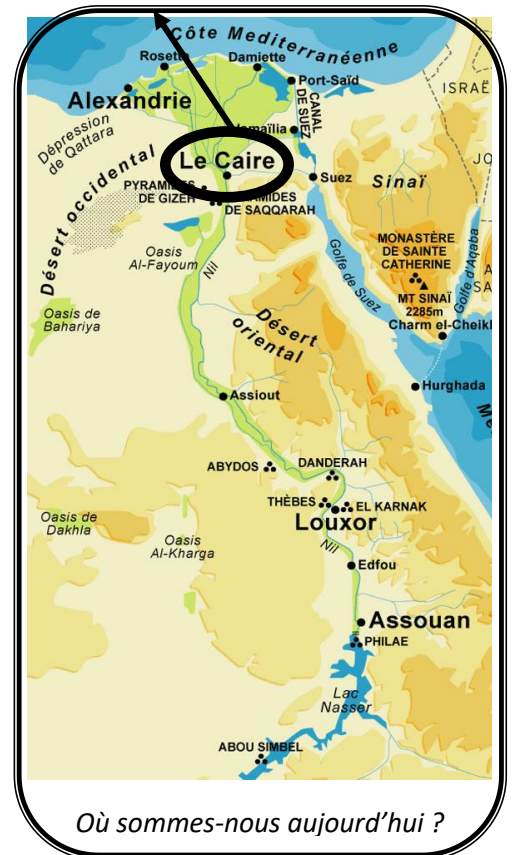 Côte Mediterranéenne
Rosette
Damiette
Port-Saïd
ISRAË
Alexandrie
CANAL
DE SUEZ
Dépression
de Qattara
Le Caire
Suez
Sinaï
JO
PYRAMIDES
DE GIZEH
DE SAQQARAH
Désert occidental
MONASTÈRE
DE SAINTE
CATHERINE
Golfe d'Aqaba
Oasis
Al-Fayoum
Nil
Golfe de Suez
A
SA
MT SINAÏ
2285m
Charm el-Cheikh
Oasis de
Bahariya
Désert
oriental
Hurghada
Assiout
ABYDOS
DANDERAH
THÈBES
EL KARNAK
Louxor
Oasis de
Dakhla
Oasis
Al-Kharga
Nil
Edfou
Assouan
PHILAE
Lac
Nasser
ABOU SIMBEL
Où sommes-nous aujourd'hui ?